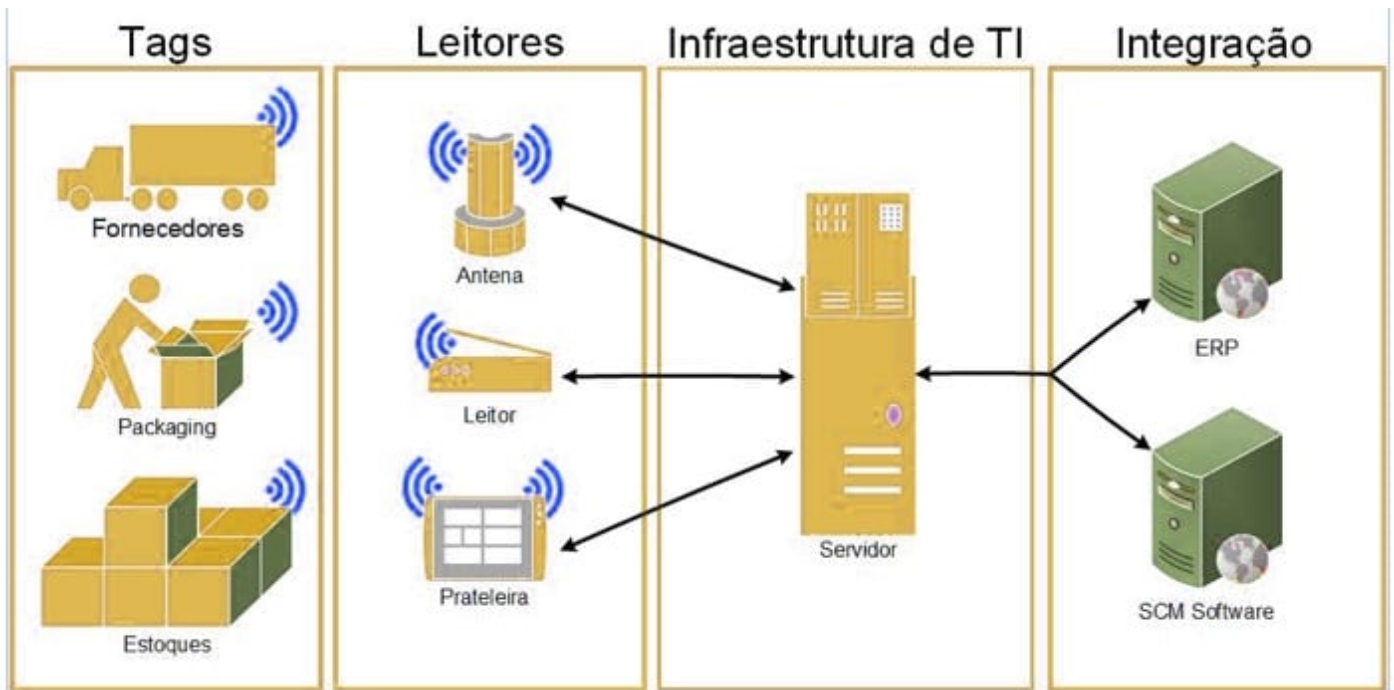 Tags
Leitores
Infraestrutura de TI
Integração
Fornecedores
Packaging
Estoques
Antena
Leitor
Prateleira
Servidor
ERP
SCM Software